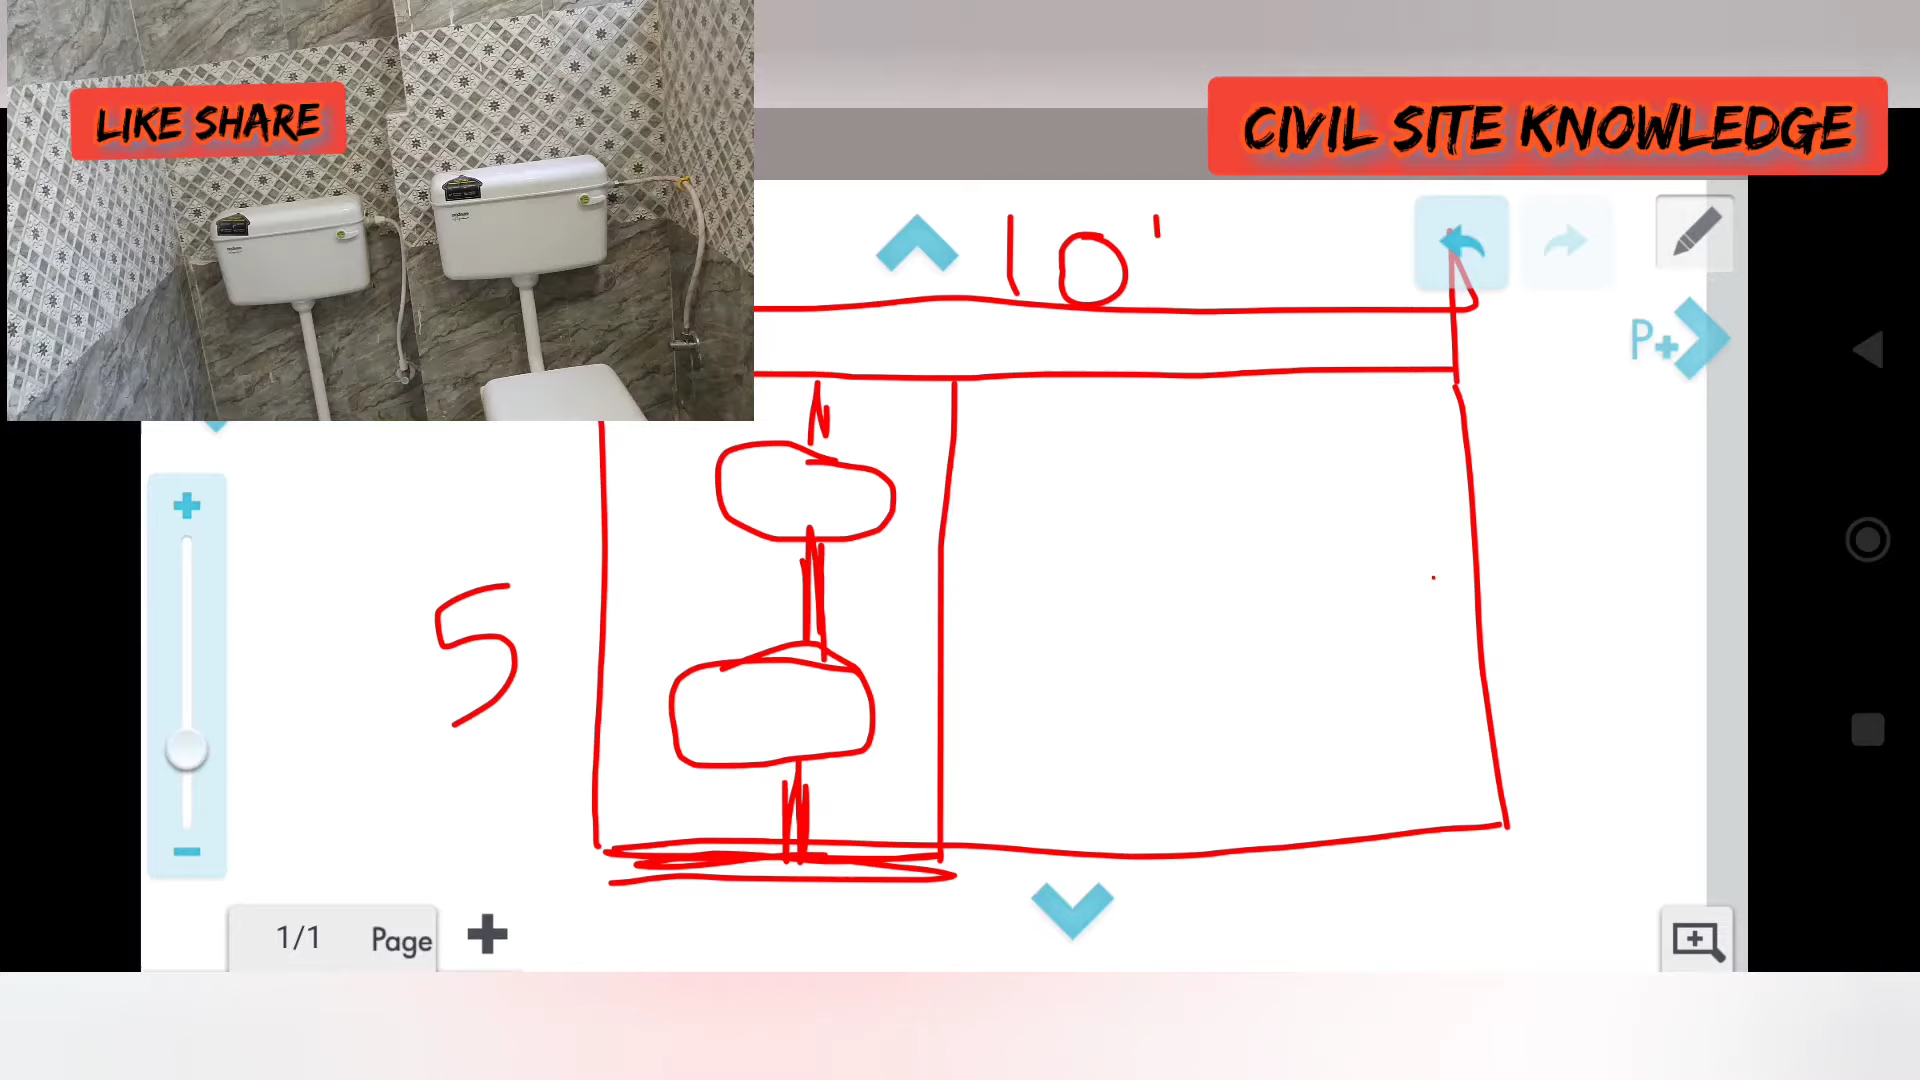 LIKE SHARE
CIVIL SITE KNOWLEDGE
10'
P+
5
1/1 Page